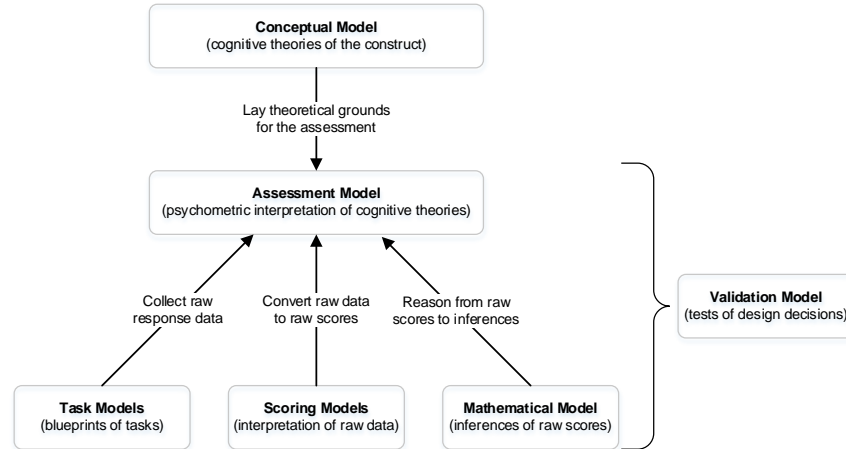 Conceptual Model
(cognitive theories of the construct)
Lay theoretical grounds
for the assessment
Assessment Model
(psychometric interpretation of cognitive theories)
Collect raw
response data
Convert raw data
to raw scores
Reason from raw
scores to inferences
Validation Model
(tests of design decisions)
Task Models
(blueprints of tasks)
Scoring Models
(interpretation of raw data)
Mathematical Model
(inferences of raw scores)